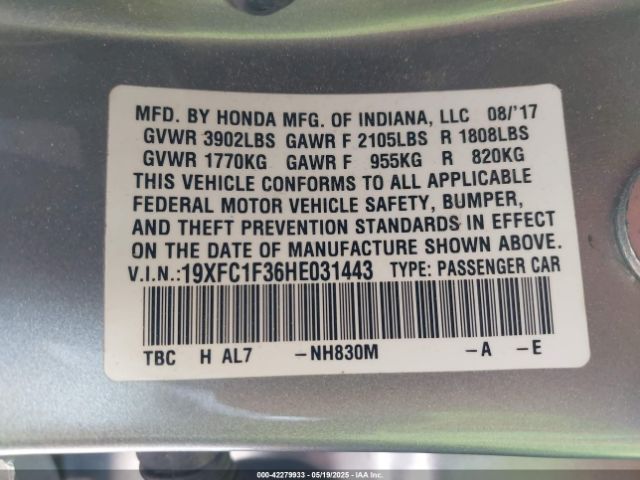 MFD. BY HONDA MFG. OF INDIANA, LLC 08/'17
GVWR 3902LBS GAWR F 2105LBS R 1808LBS
GVWR 1770KG GAWR F 955KG R 820KG
THIS VEHICLE CONFORMS TO ALL APPLICABLE
FEDERAL MOTOR VEHICLE SAFETY, BUMPER,
AND THEFT PREVENTION STANDARDS IN EFFECT
ON THE DATE OF MANUFACTURE SHOWN ABOVE.
V.I.N.:19XFC1F36HE031443 TYPE: PASSENGER CAR
TBC H AL7 -NH830M -A -E
000-42279933 - 05/19/2025 - IAA Inc.